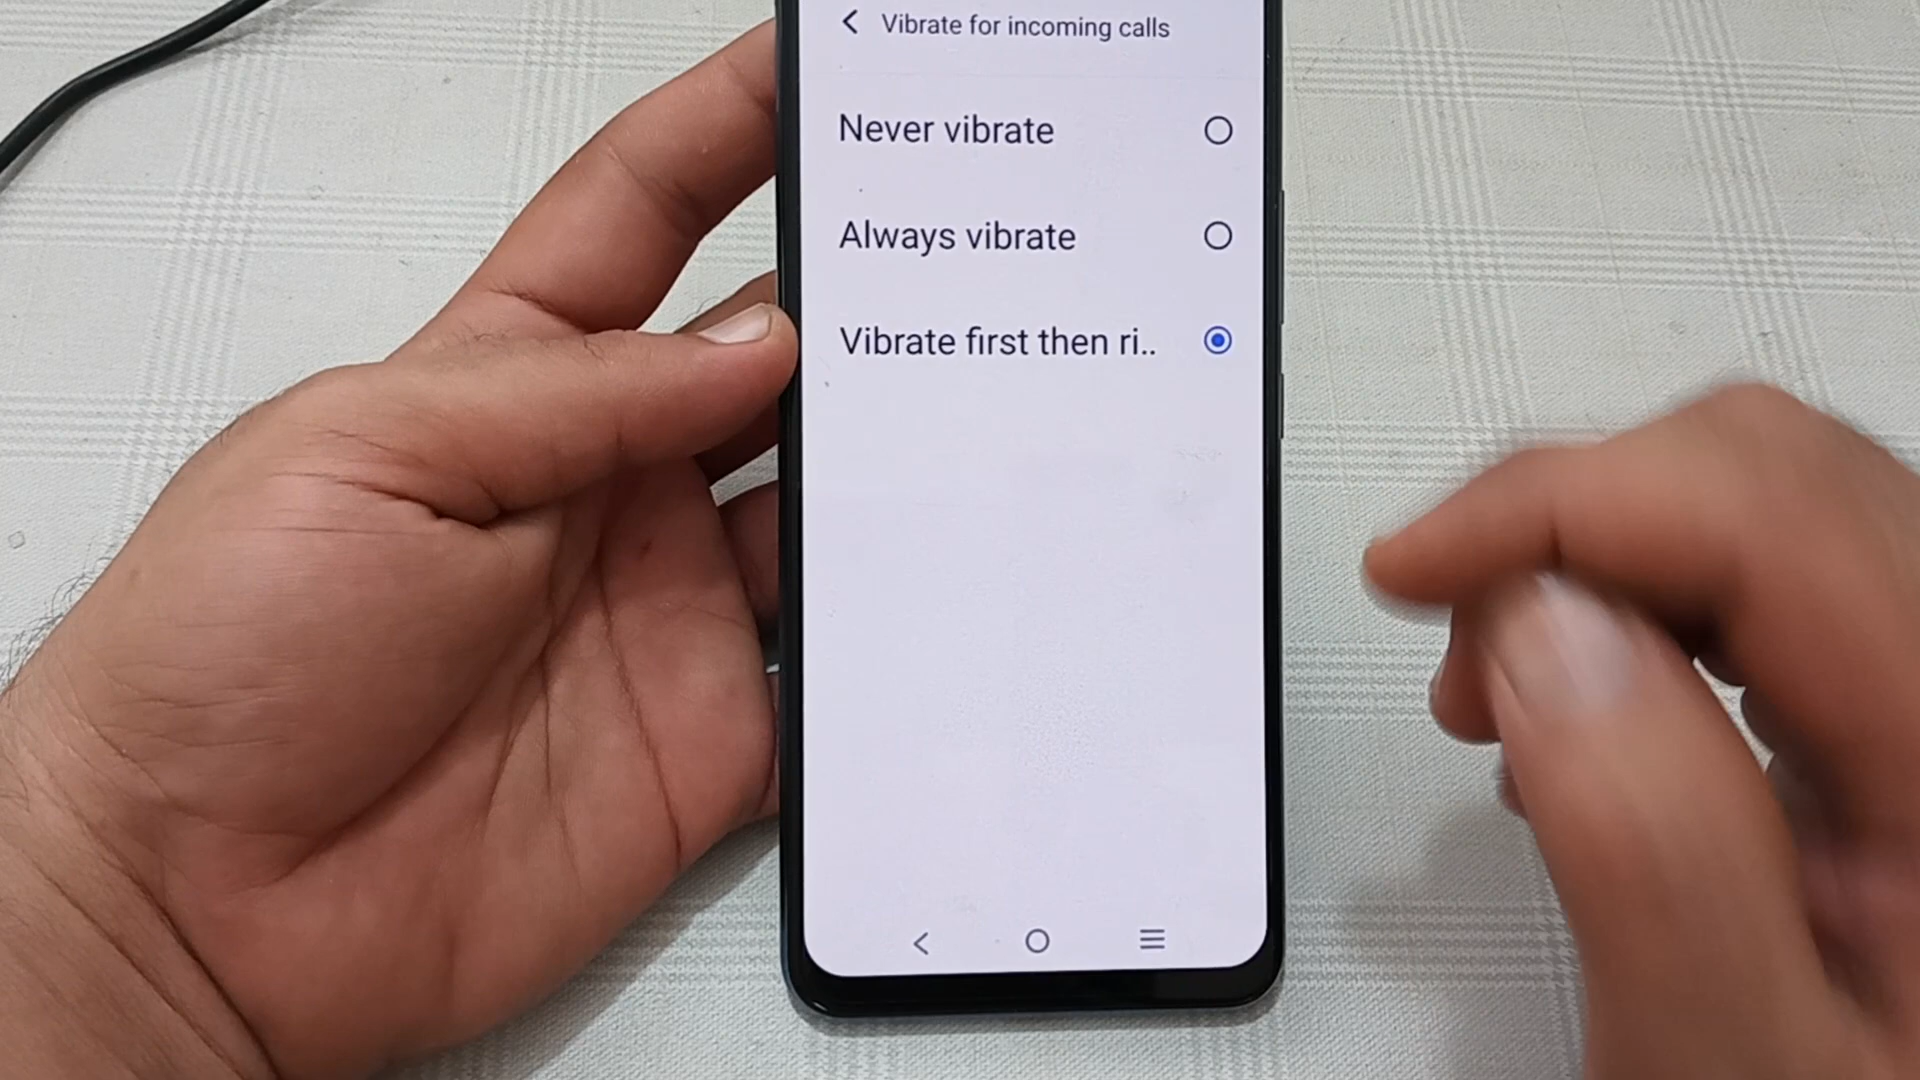 Vibrate for incoming calls
Never vibrate
Always vibrate
Vibrate first then ri..